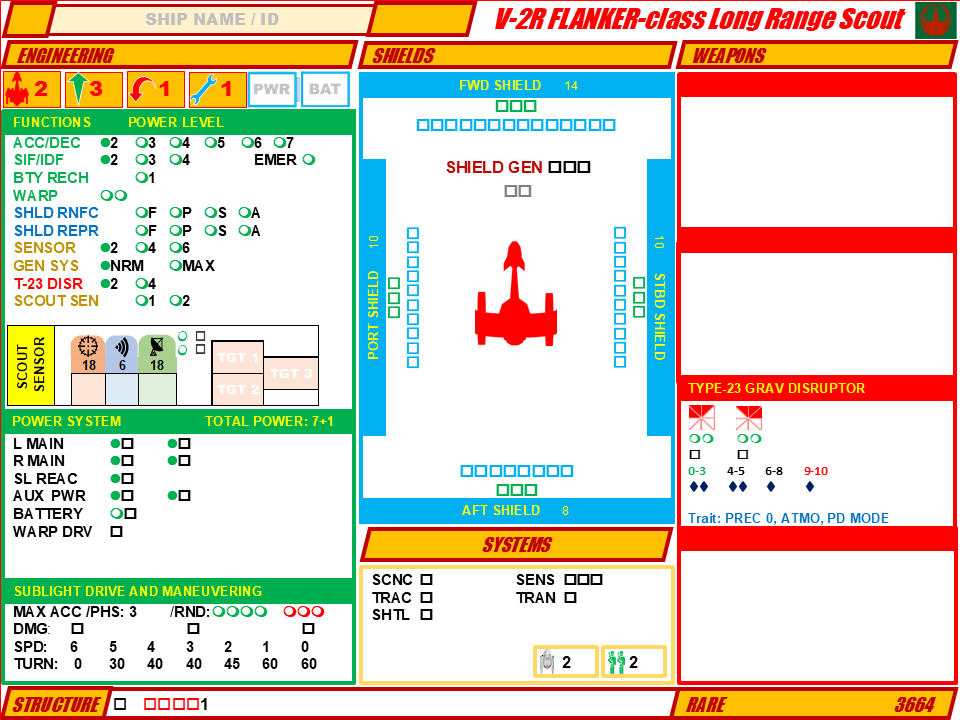 SHIP NAME / ID
V-2R FLANKER-class Long Range Scout
ENGINEERING
2 3 1 1 PWR BAT
FUNCTIONS POWER LEVEL
ACC/DEC 2 3 4 5 6 7
SIF/IDF 2 3 4 EMER
BTY RECH 1
WARP
SHLD RNFC F P S A
SHLD REPR F P S A
SENSOR 2 4 6
GEN SYS NRM MAX
T-23 DISR 2 4
SCOUT SEN 1 2
SCOUT SENSOR
18 6 18
TGT 1
TGT 2
TGT 3
POWER SYSTEM TOTAL POWER: 7+1
L MAIN
R MAIN
SL REAC
AUX PWR
BATTERY
WARP DRV
SUBLIGHT DRIVE AND MANEUVERING
MAX ACC /PHS: 3 /RND:
DMG:
SPD: 6 5 4 3 2 1 0
TURN: 0 30 40 40 45 60 60
STRUCTURE 1
SHIELDS
FWD SHIELD 14
SHIELD GEN
PORT SHIELD 10
STBD SHIELD 10
AFT SHIELD 8
SYSTEMS
SCNC SENS
TRAC TRAN
SHTL
2 2
WEAPONS
TYPE-23 GRAV DISRUPTOR
0-3 4-5 6-8 9-10
Trait: PREC 0, ATMO, PD MODE
RARE 3664